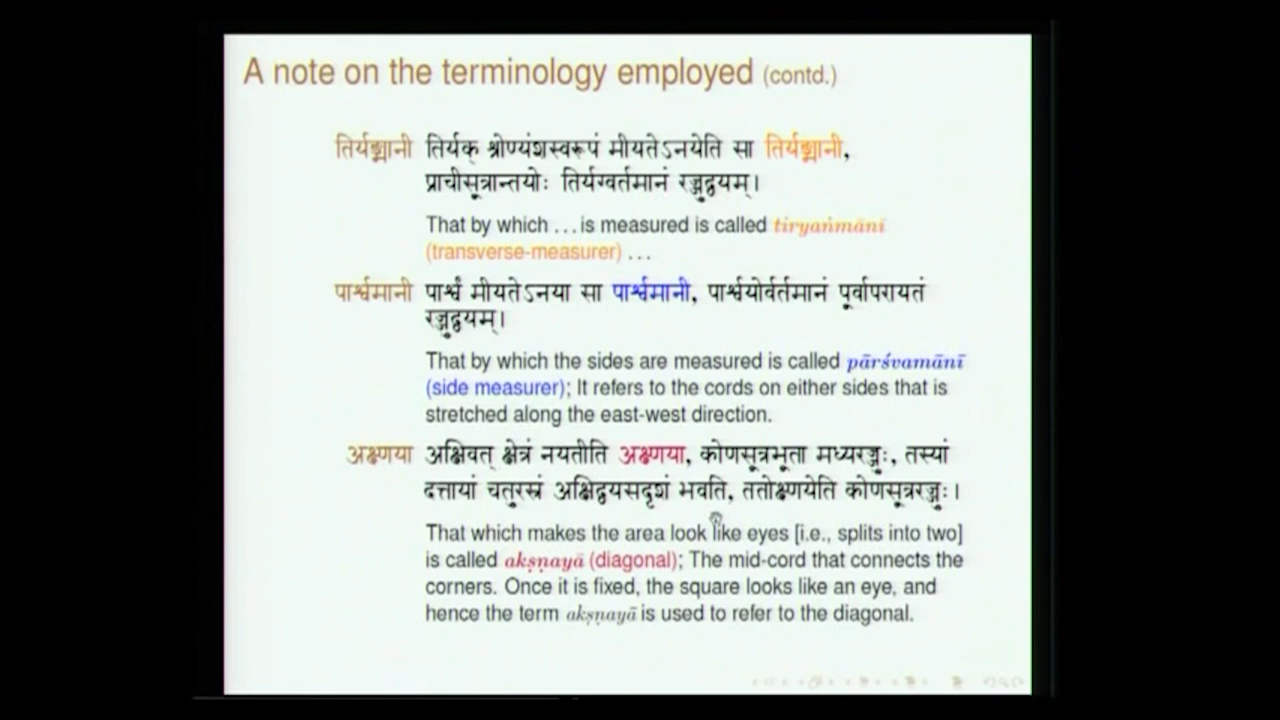 A note on the terminology employed (contd.)
तिर्यङ्मानी तिर्यक् श्रोण्यंशस्वरूपं मीयतेऽनयेति सा तिर्यङ्मानी,
प्राचीसूत्रान्तयोः तिर्यग्वर्तमानं रज्जुद्वयम्।
That by which ... is measured is called tiryaṅmānī
(transverse-measurer) ...
पार्श्वमानी पार्श्वं मीयतेऽनया सा पार्श्वमानी, पार्श्वयोर्वर्तमानं पूर्वापरायतं
रज्जुद्वयम्।
That by which the sides are measured is called pārśvamānī
(side measurer); It refers to the cords on either sides that is
stretched along the east-west direction.
अक्ष्णया अक्षिवत् क्षेत्रं नयतीति अक्ष्णया, कोणसूत्रभूता मध्यरज्जुः, तस्यां
दत्तायां चतुरस्रं अक्षिद्वयसदृशं भवति, ततोक्ष्णयेति कोणसूत्ररज्जुः।
That which makes the area look like eyes [i.e., splits into two]
is called akṣṇayā (diagonal); The mid-cord that connects the
corners. Once it is fixed, the square looks like an eye, and
hence the term akṣṇayā is used to refer to the diagonal.